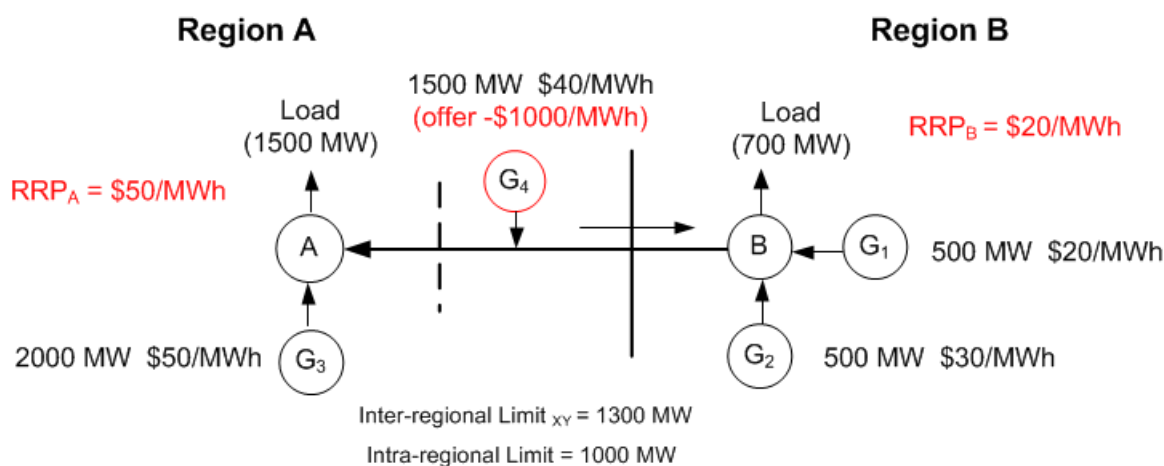 Region A
Region B
1500 MW $40/MWh
(offer -$1000/MWh)
Load
(1500 MW)
Load
(700 MW)
RRP_B = $20/MWh
RRP_A = $50/MWh
G4
A
B
G1
500 MW $20/MWh
2000 MW $50/MWh
G3
G2
500 MW $30/MWh
Inter-regional Limit XY = 1300 MW
Intra-regional Limit = 1000 MW